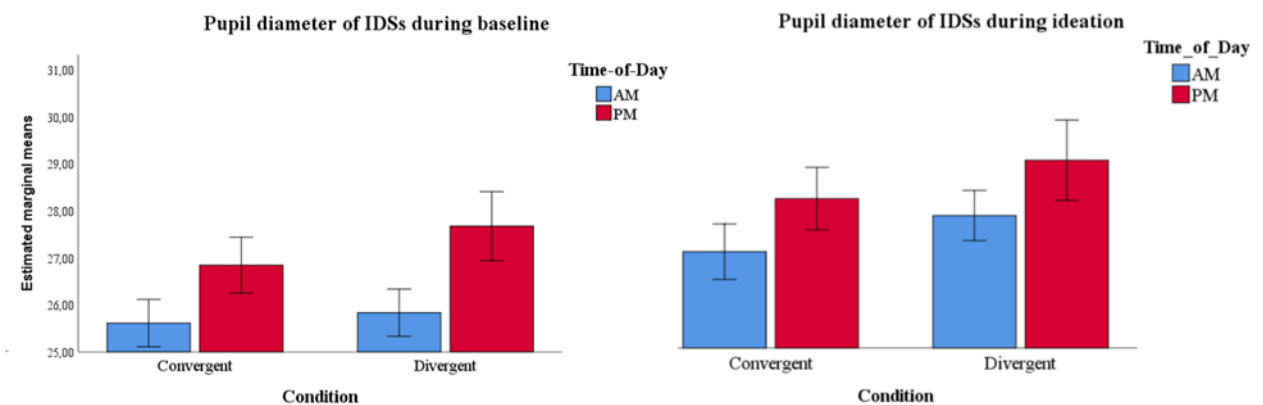 Pupil diameter of IDSs during baseline
Time-of-Day
AM
PM
Estimated marginal means
31,00
30,00
29,00
28,00
27,00
26,00
25,00
Convergent
Divergent
Condition
Pupil diameter of IDSs during ideation
Time_of_Day
AM
PM
Convergent
Divergent
Condition